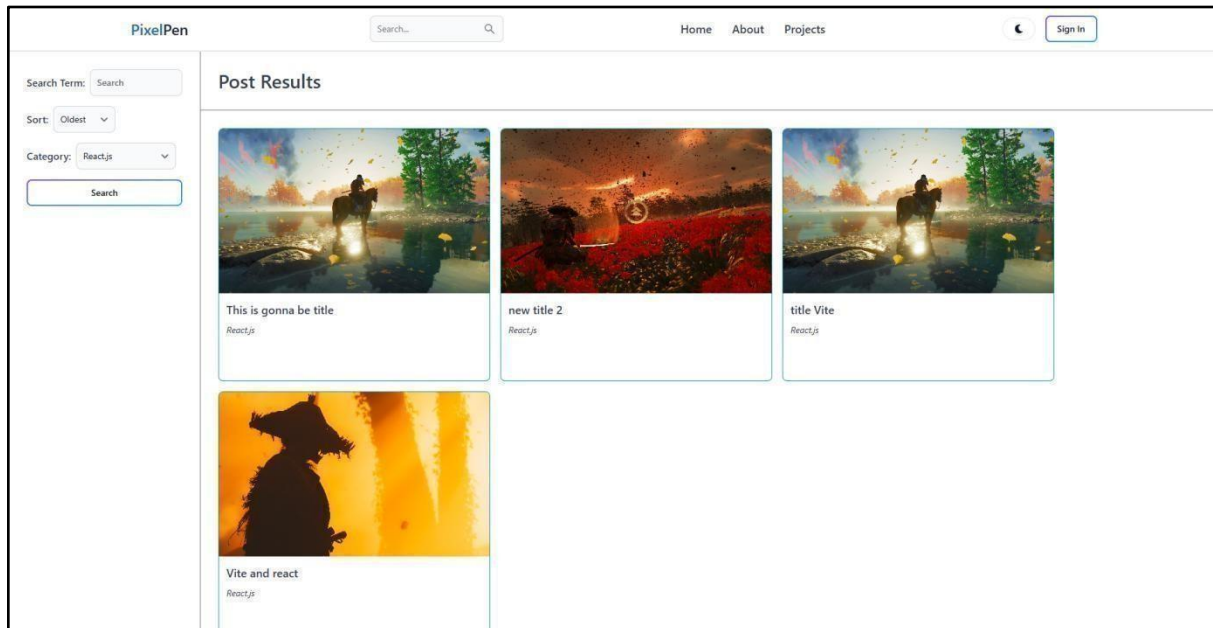 PixelPen
Search...
Home About Projects
Sign In
Search Term: Search
Sort: Oldest
Category: React.js
Search
Post Results
This is gonna be title
React.js
new title 2
React.js
title Vite
React.js
Vite and react
React.js